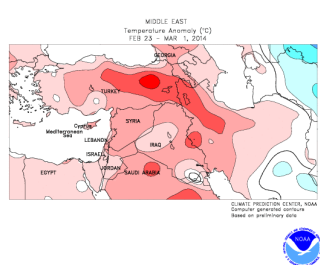 MIDDLE EAST
Temperature Anomaly (°C)
FEB 23 - MAR 1, 2014
GEORGIA
TURKEY
Cyprus
Mediterranean
Sea
SYRIA
LEBANON
IRAQ
ISRAEL
JORDAN
EGYPT
SAUDI ARABIA
CLIMATE PREDICTION CENTER, NOAA
Computer generated contours
Based on preliminary data
NOAA